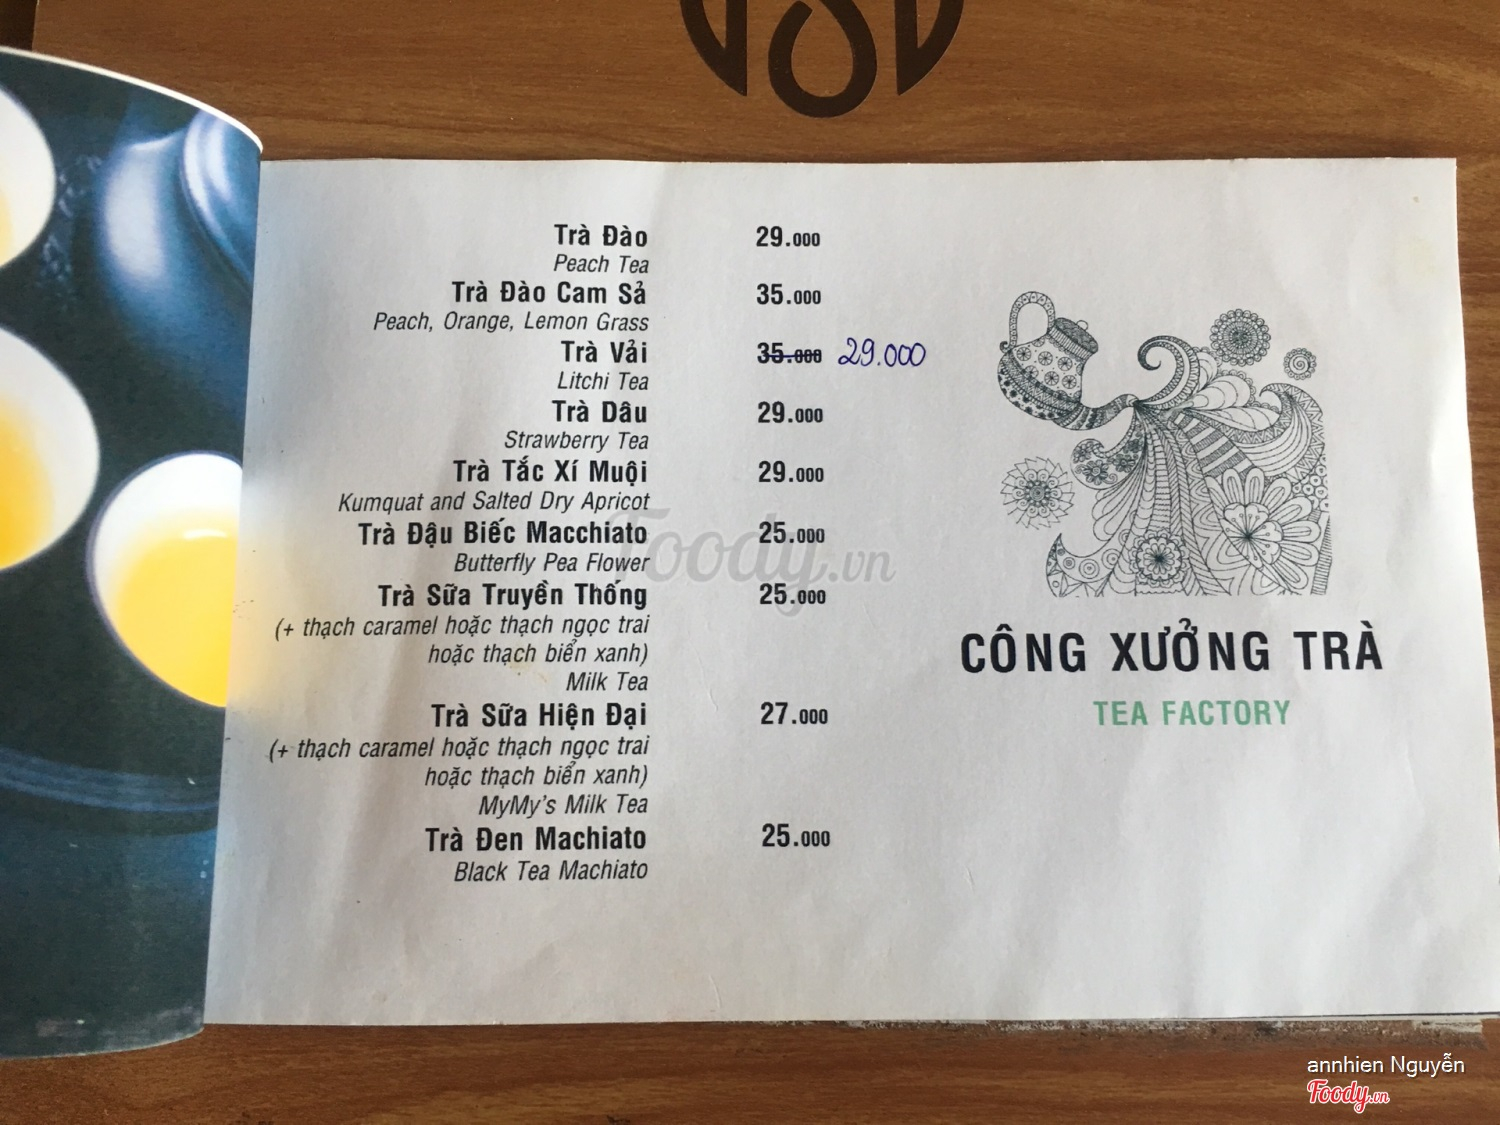 Trà Đào 29.000
Peach Tea
Trà Đào Cam Sả 35.000
Peach, Orange, Lemon Grass
Trà Vải 35.000 29.000
Litchi Tea
Trà Dâu 29.000
Strawberry Tea
Trà Tắc Xí Muội 29.000
Kumquat and Salted Dry Apricot
Trà Đậu Biếc Macchiato 25.000
Butterfly Pea Flower
Trà Sữa Truyền Thống 25.000
(+ thạch caramel hoặc thạch ngọc trai
hoặc thạch biển xanh)
Milk Tea
Trà Sữa Hiện Đại 27.000
(+ thạch caramel hoặc thạch ngọc trai
hoặc thạch biển xanh)
MyMy's Milk Tea
Trà Đen Machiato 25.000
Black Tea Machiato
CÔNG XƯỞNG TRÀ
TEA FACTORY
Foody.vn
annhien Nguyễn
Foody.vn